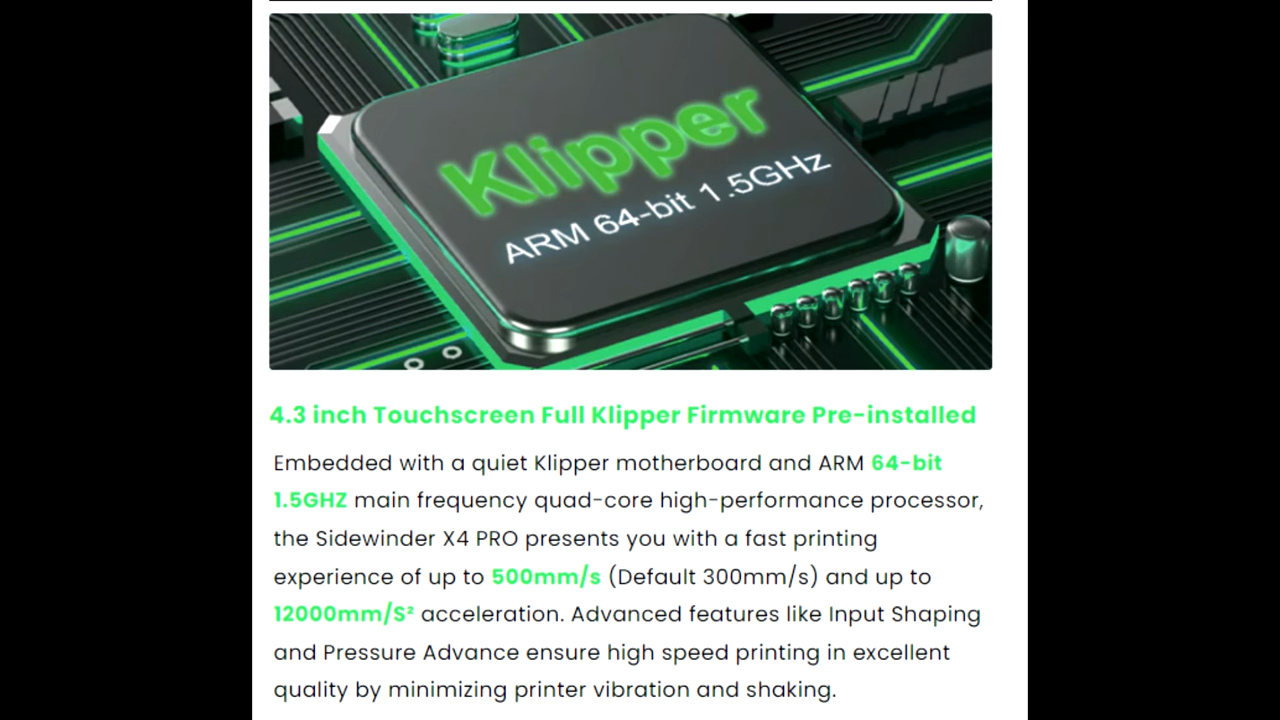 Klipper
ARM 64-bit 1.5GHz
4.3 inch Touchscreen Full Klipper Firmware Pre-installed
Embedded with a quiet Klipper motherboard and ARM 64-bit
1.5GHZ main frequency quad-core high-performance processor,
the Sidewinder X4 PRO presents you with a fast printing
experience of up to 500mm/s (Default 300mm/s) and up to
12000mm/S² acceleration. Advanced features like Input Shaping
and Pressure Advance ensure high speed printing in excellent
quality by minimizing printer vibration and shaking.